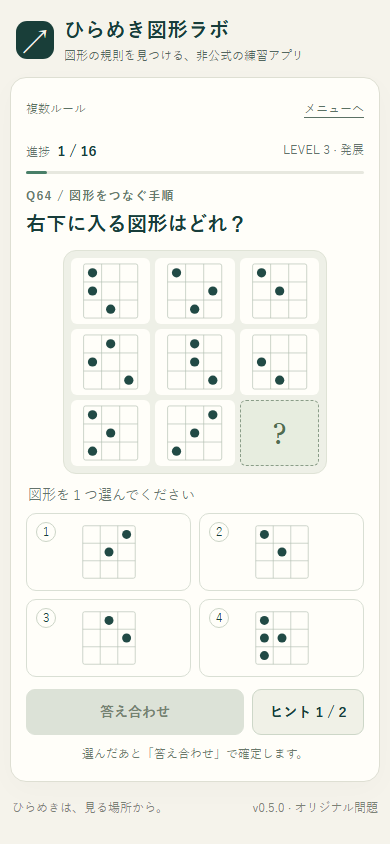 ひらめき図形ラボ
図形の規則を見つける、非公式の練習アプリ
複数ルール
メニューへ
進捗 1 / 16
LEVEL 3 · 発展
Q64 / 図形をつなぐ手順
右下に入る図形はどれ？
?
図形を1つ選んでください
1
2
3
4
答え合わせ
ヒント 1 / 2
選んだあと「答え合わせ」で確定します。
ひらめきは、見る場所から。
v0.5.0 · オリジナル問題